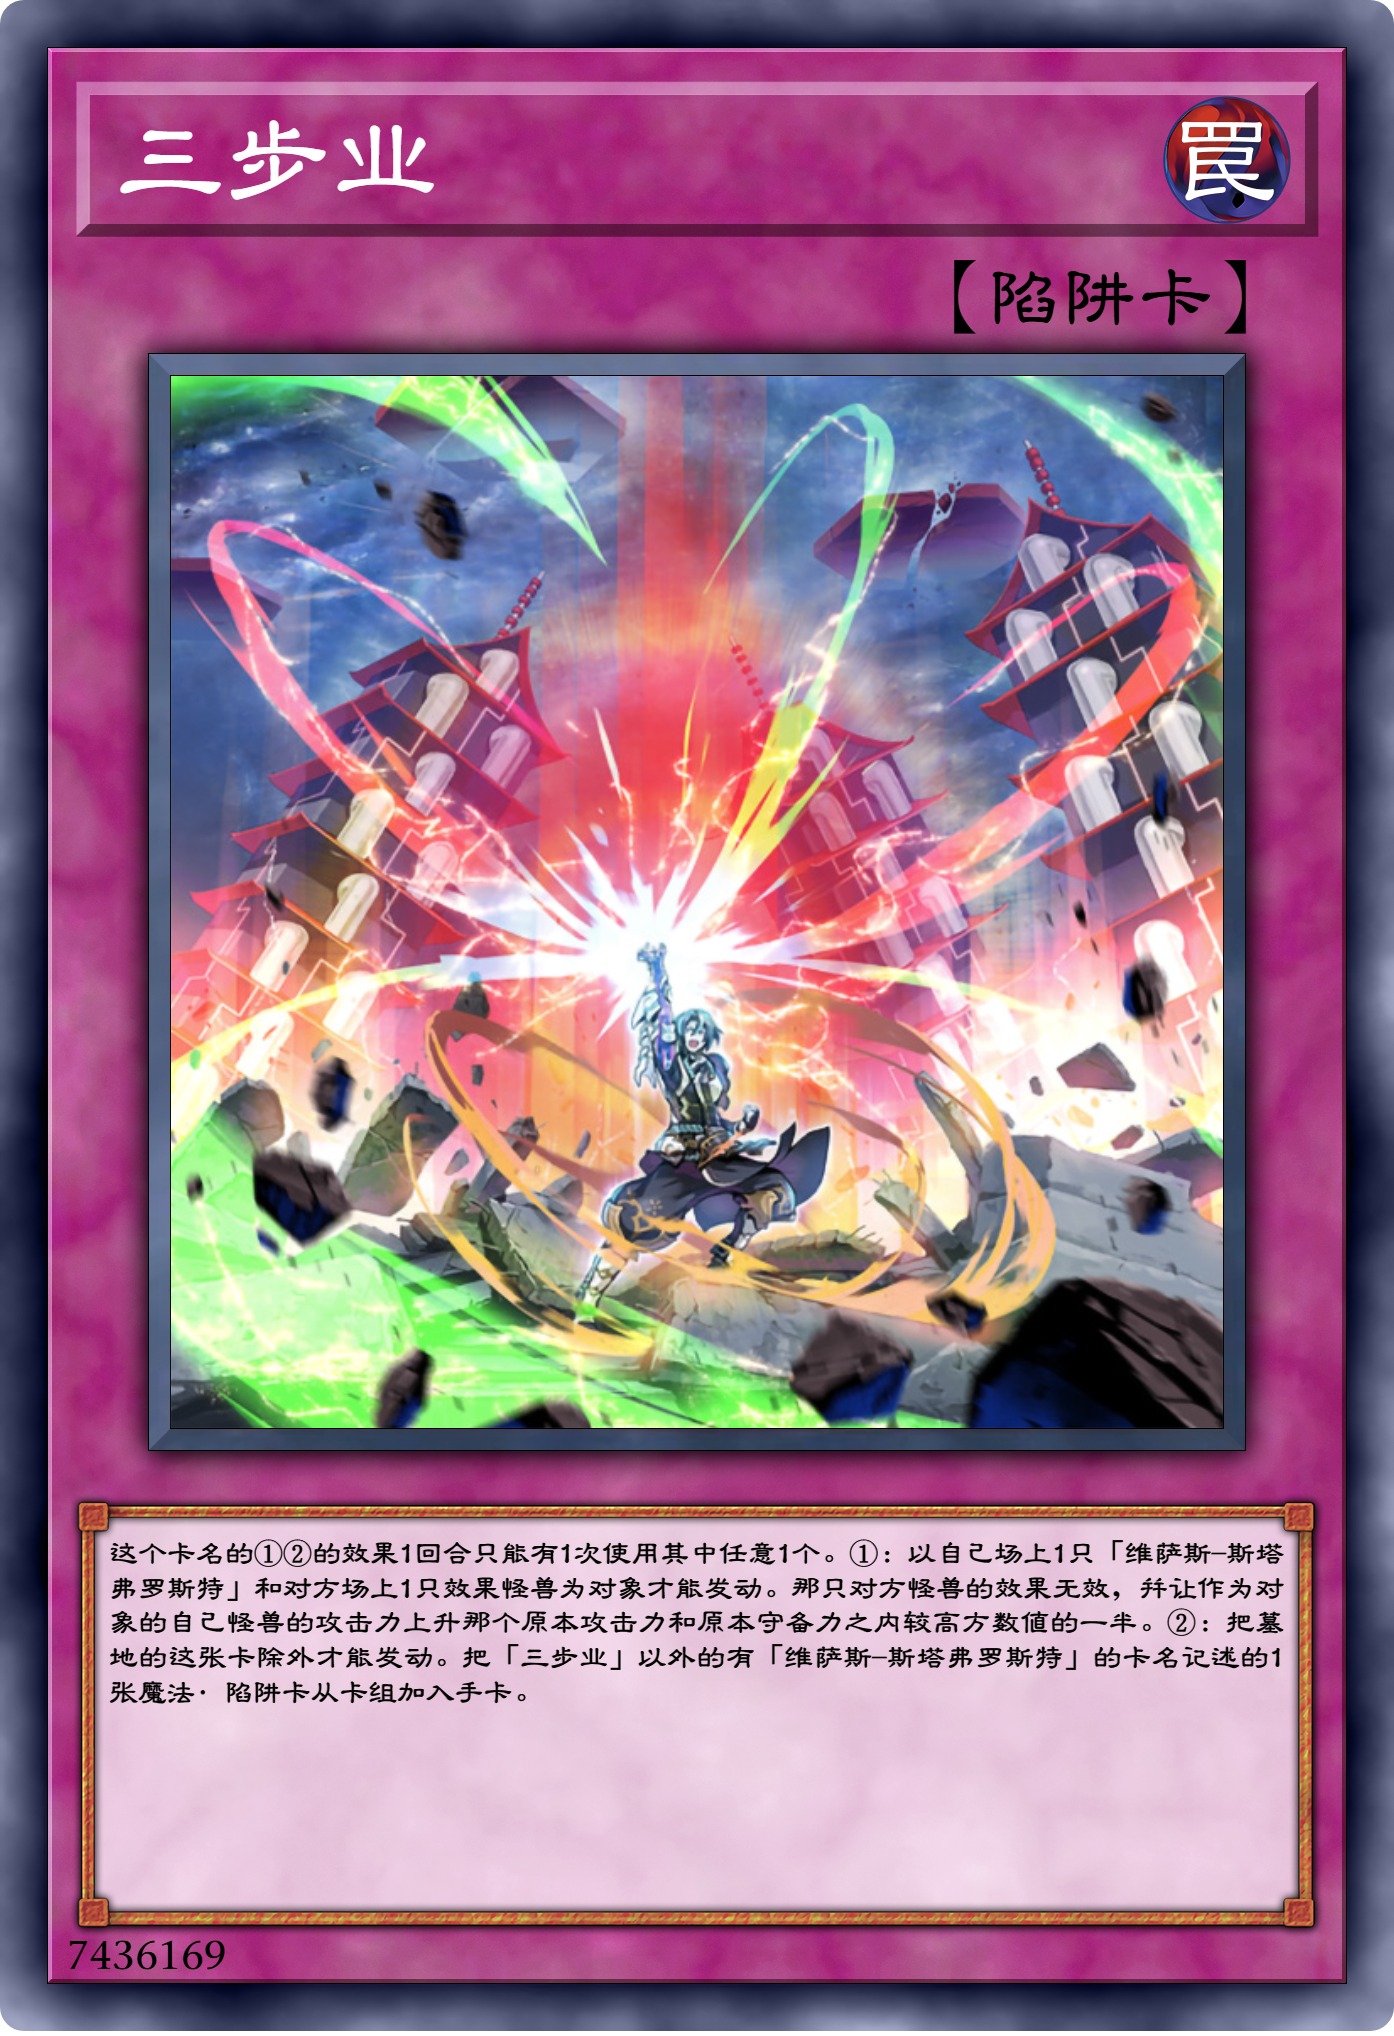 三步业
罠
【陷阱卡】
这个卡名的①②的效果1回合只能有1次使用其中任意1个。①：以自己场上1只「维萨斯-斯塔
弗罗斯特」和对方场上1只效果怪兽为对象才能发动。那只对方怪兽的效果无效，并让作为对
象的自己怪兽的攻击力上升那个原本攻击力和原本守备力之内较高方数值的一半。②：把墓
地的这张卡除外才能发动。把「三步业」以外的有「维萨斯-斯塔弗罗斯特」的卡名记述的1
张魔法·陷阱卡从卡组加入手卡。
7436169